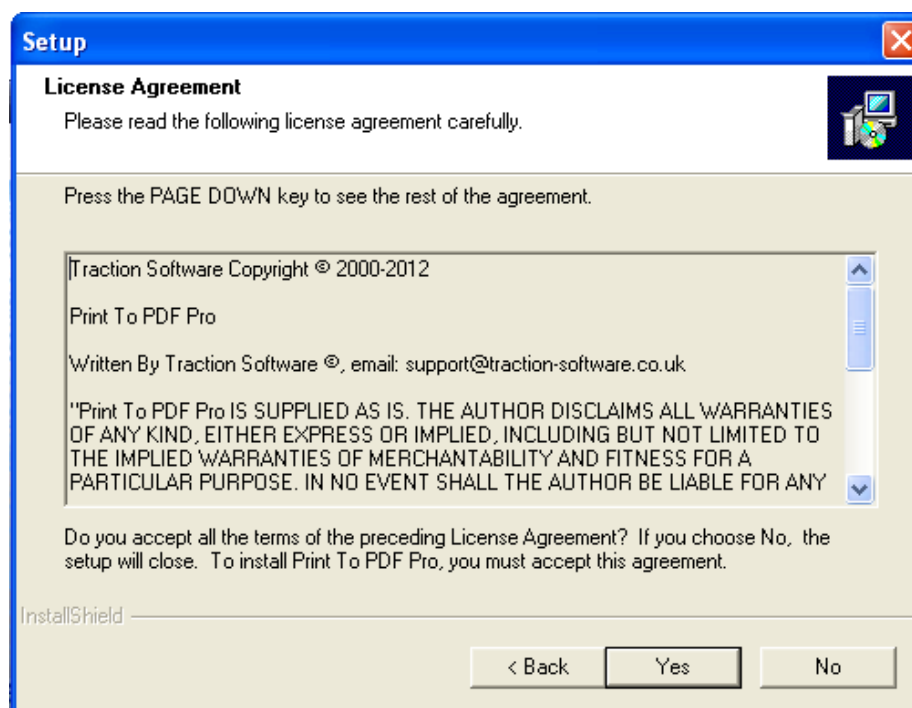 Setup
License Agreement
Please read the following license agreement carefully.
Press the PAGE DOWN key to see the rest of the agreement.
Traction Software Copyright © 2000-2012
Print To PDF Pro
Written By Traction Software ©, email: support@traction-software.co.uk
"Print To PDF Pro IS SUPPLIED AS IS. THE AUTHOR DISCLAIMS ALL WARRANTIES
OF ANY KIND, EITHER EXPRESS OR IMPLIED, INCLUDING BUT NOT LIMITED TO
THE IMPLIED WARRANTIES OF MERCHANTABILITY AND FITNESS FOR A
PARTICULAR PURPOSE. IN NO EVENT SHALL THE AUTHOR BE LIABLE FOR ANY
Do you accept all the terms of the preceding License Agreement? If you choose No, the
setup will close. To install Print To PDF Pro, you must accept this agreement.
InstallShield
< Back Yes No